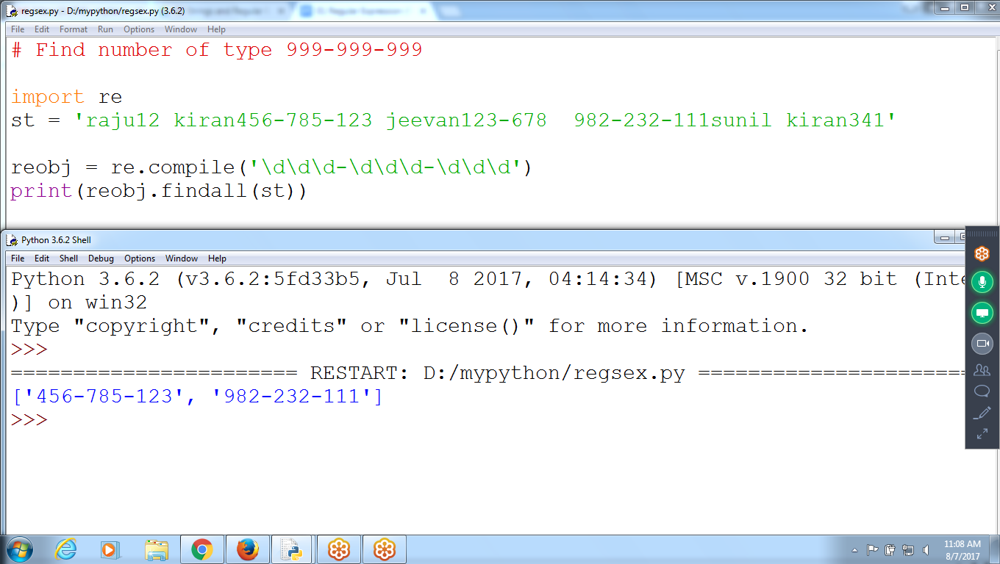 regsex.py - D:/mypython/regsex.py (3.6.2)
File Edit Format Run Options Window Help
# Find number of type 999-999-999
import re
st = 'raju12 kiran456-785-123 jeevan123-678  982-232-111sunil kiran341'
reobj = re.compile('\d\d\d-\d\d\d-\d\d\d')
print(reobj.findall(st))
Python 3.6.2 Shell
File Edit Shell Debug Options Window Help
Python 3.6.2 (v3.6.2:5fd33b5, Jul  8 2017, 04:14:34) [MSC v.1900 32 bit (Inte
)] on win32
Type "copyright", "credits" or "license()" for more information.
>>>
======================= RESTART: D:/mypython/regsex.py ======================
['456-785-123', '982-232-111']
>>>
11:08 AM
8/7/2017